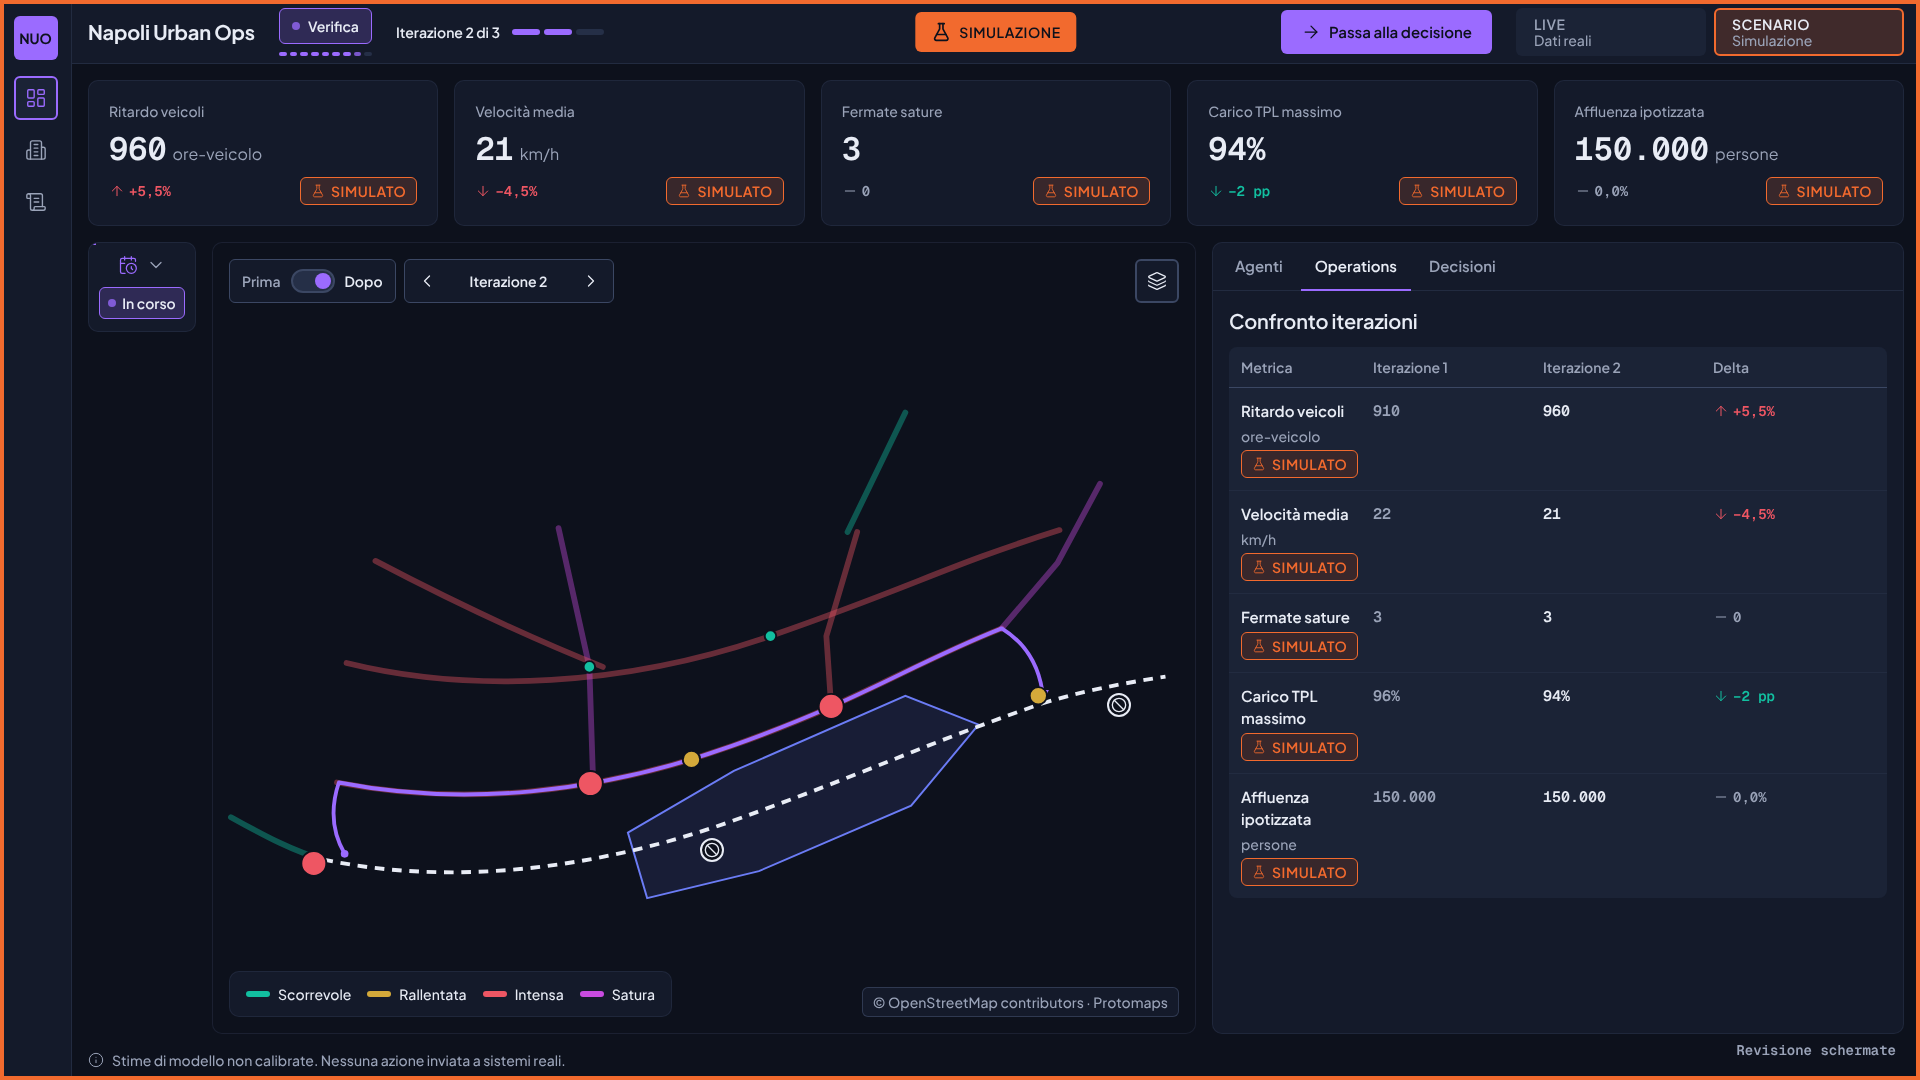 NUO
Napoli Urban Ops
Verifica
Iterazione 2 di 3
SIMULAZIONE
Passa alla decisione
LIVE
Dati reali
SCENARIO
Simulazione
Ritardo veicoli
960 ore-veicolo
+5,5%
SIMULATO
Velocità media
21 km/h
−4,5%
SIMULATO
Fermate sature
3
0
SIMULATO
Carico TPL massimo
94%
−2 pp
SIMULATO
Affluenza ipotizzata
150.000 persone
0,0%
SIMULATO
In corso
Prima
Dopo
Iterazione 2
Scorrevole
Rallentata
Intensa
Satura
© OpenStreetMap contributors · Protomaps
Agenti
Operations
Decisioni
Confronto iterazioni
Metrica Iterazione 1 Iterazione 2 Delta
Ritardo veicoli 910 960 +5,5%
ore-veicolo
SIMULATO
Velocità media 22 21 −4,5%
km/h
SIMULATO
Fermate sature 3 3 0
SIMULATO
Carico TPL 96% 94% −2 pp
massimo
SIMULATO
Affluenza 150.000 150.000 0,0%
ipotizzata
persone
SIMULATO
Stime di modello non calibrate. Nessuna azione inviata a sistemi reali.
Revisione schermate